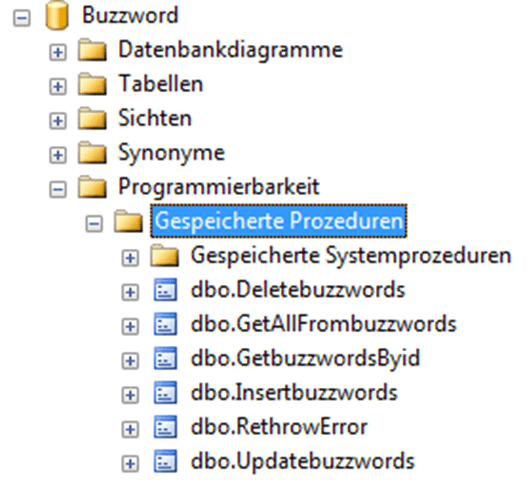 Buzzword
Datenbankdiagramme
Tabellen
Sichten
Synonyme
Programmierbarkeit
Gespeicherte Prozeduren
Gespeicherte Systemprozeduren
dbo.Deletebuzzwords
dbo.GetAllFrombuzzwords
dbo.GetbuzzwordsByid
dbo.Insertbuzzwords
dbo.RethrowError
dbo.Updatebuzzwords